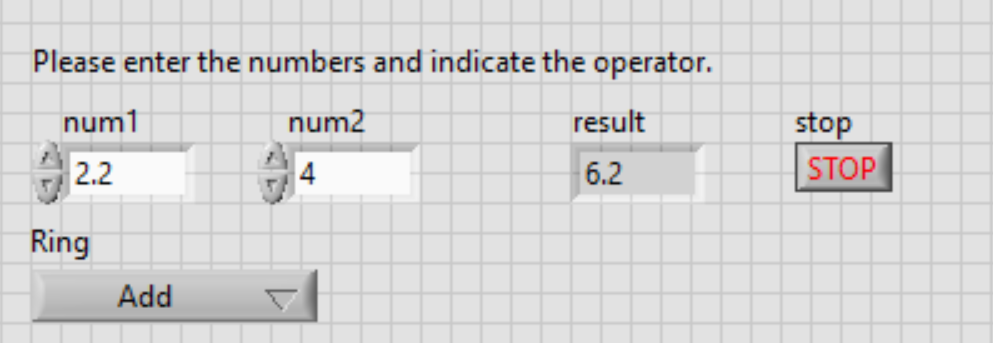 Please enter the numbers and indicate the operator.
num1 num2 result stop
2.2 4 6.2 STOP
Ring
Add